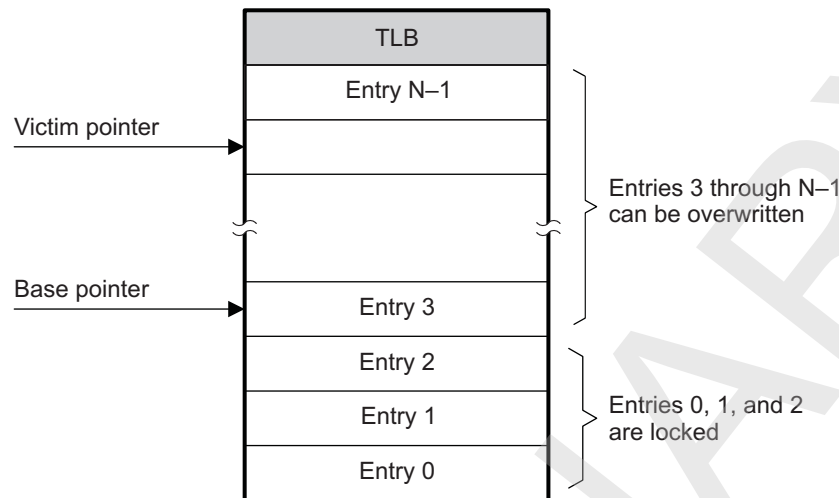 TLB
Entry N–1
Victim pointer
Entries 3 through N–1
can be overwritten
Base pointer
Entry 3
Entry 2
Entry 1
Entries 0, 1, and 2
are locked
Entry 0